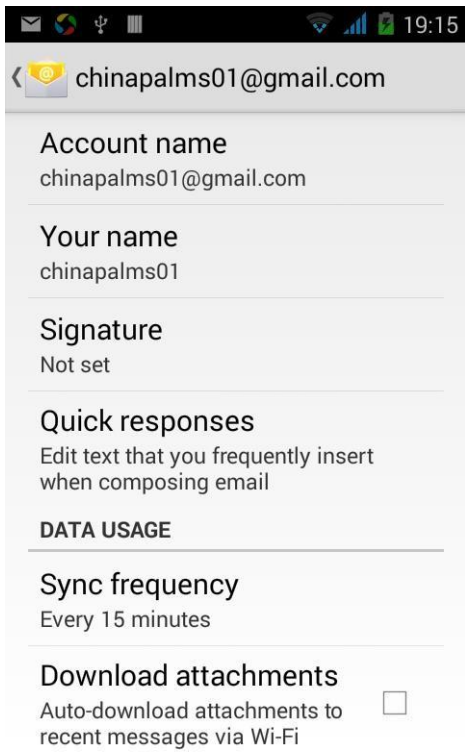 19:15
chinapalms01@gmail.com
Account name
chinapalms01@gmail.com
Your name
chinapalms01
Signature
Not set
Quick responses
Edit text that you frequently insert
when composing email
DATA USAGE
Sync frequency
Every 15 minutes
Download attachments
Auto-download attachments to
recent messages via Wi-Fi